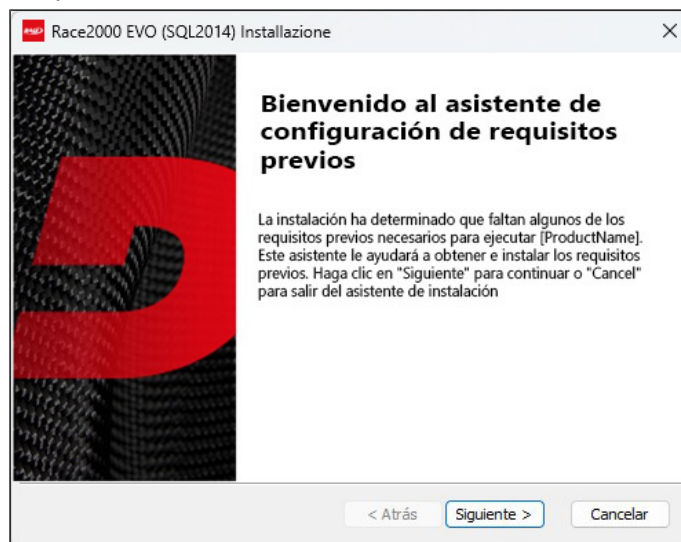 Race2000 EVO (SQL2014) Installazione
Bienvenido al asistente de
configuración de requisitos
previos
La instalación ha determinado que faltan algunos de los
requisitos previos necesarios para ejecutar [ProductName].
Este asistente le ayudará a obtener e instalar los requisitos
previos. Haga clic en "Siguiente" para continuar o "Cancel"
para salir del asistente de instalación
< Atrás Siguiente > Cancelar